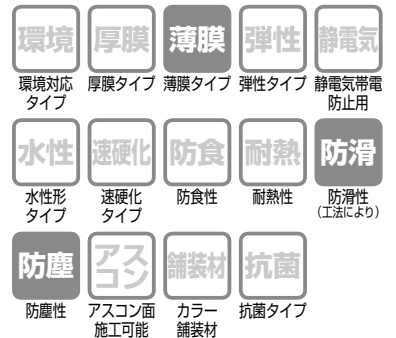 環境 厚膜 薄膜 弾性 静電気
環境対応
タイプ
厚膜タイプ
薄膜タイプ
弾性タイプ
静電気帯電
防止用
水性 速硬化 防食 耐熱 防滑
水性形
タイプ
速硬化
タイプ
防食性
耐熱性
防滑性
(工法により)
防塵
アス
コン
舗装材
抗菌
防塵性
アスコン面
施工可能
カラー
舗装材
抗菌タイプ